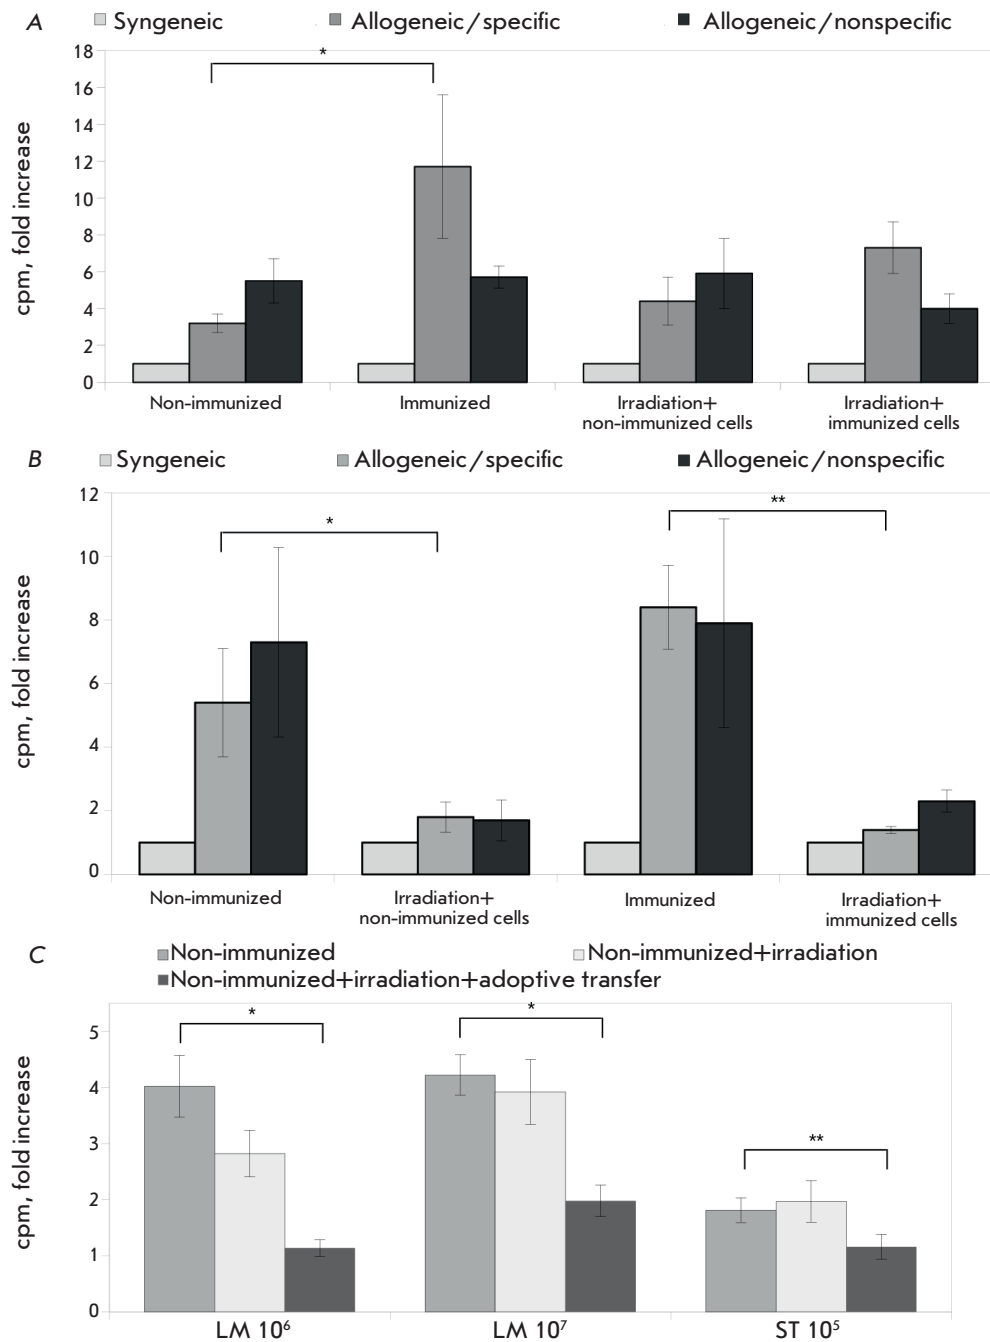 A
Syngeneic
Allogeneic/specific
Allogeneic/nonspecific
cpm, fold increase
18
16
14
12
10
8
6
4
2
0
*
Non-immunized
Immunized
Irradiation+
non-immunized cells
Irradiation+
immunized cells
B
Syngeneic
Allogeneic/specific
Allogeneic/nonspecific
cpm, fold increase
12
10
8
6
4
2
0
*
**
Non-immunized
Irradiation+
non-immunized cells
Immunized
Irradiation+
immunized cells
C
Non-immunized
Non-immunized+irradiation
Non-immunized+irradiation+adoptive transfer
cpm, fold increase
5
4
3
2
1
0
*
*
**
LM 10⁶
LM 10⁷
ST 10⁵